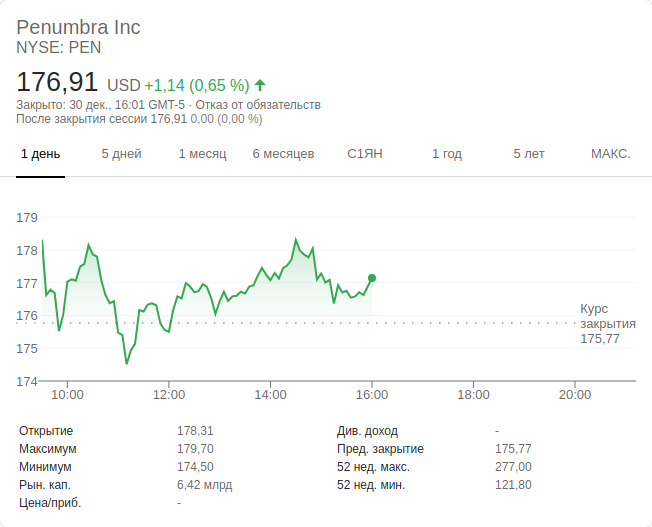 Penumbra Inc
NYSE: PEN
176,91 USD +1,14 (0,65 %)
Закрыто: 30 дек., 16:01 GMT-5 · Отказ от обязательств
После закрытия сессии 176,91 0,00 (0,00 %)
1 день 5 дней 1 месяц 6 месяцев С1ЯН 1 год 5 лет МАКС.
179
178
177
176
175
174
Курс
закрытия
175,77
10:00 12:00 14:00 16:00 18:00 20:00
Открытие 178,31 Див. доход -
Максимум 179,70 Пред. закрытие 175,77
Минимум 174,50 52 нед. макс. 277,00
Рын. кап. 6,42 млрд 52 нед. мин. 121,80
Цена/приб. -